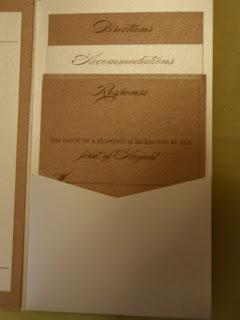 Directions
Accommodations
Response
THE FAVOR OF A RESPONSE IS REQUESTED BY THE
first of August
M